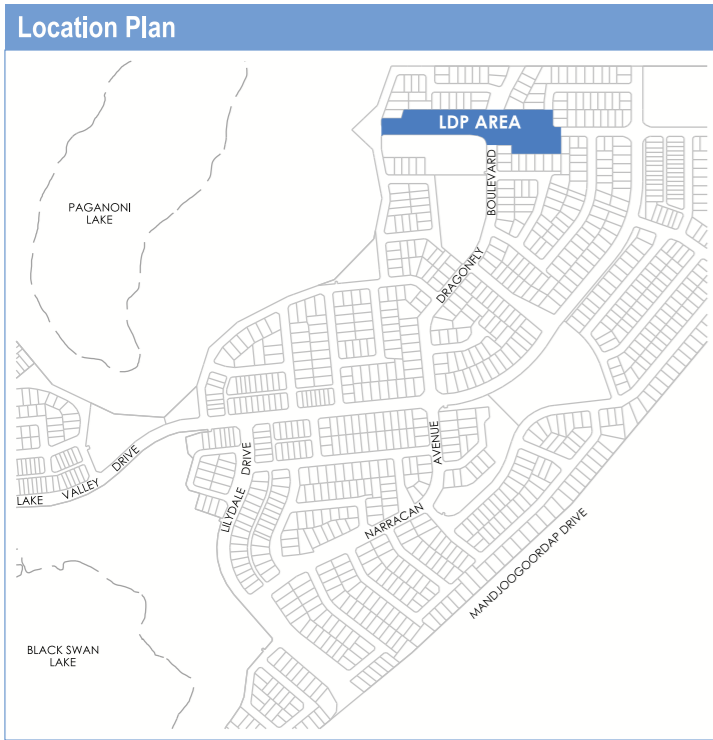 Location Plan
LDP AREA
PAGANONI
LAKE
BOULEVARD
DRAGONFLY
AVENUE
DRIVE
LILYDALE
LAKE
VALLEY
DRIVE
NARRACAN
MANDJOOGOORDAP DRIVE
BLACK SWAN
LAKE